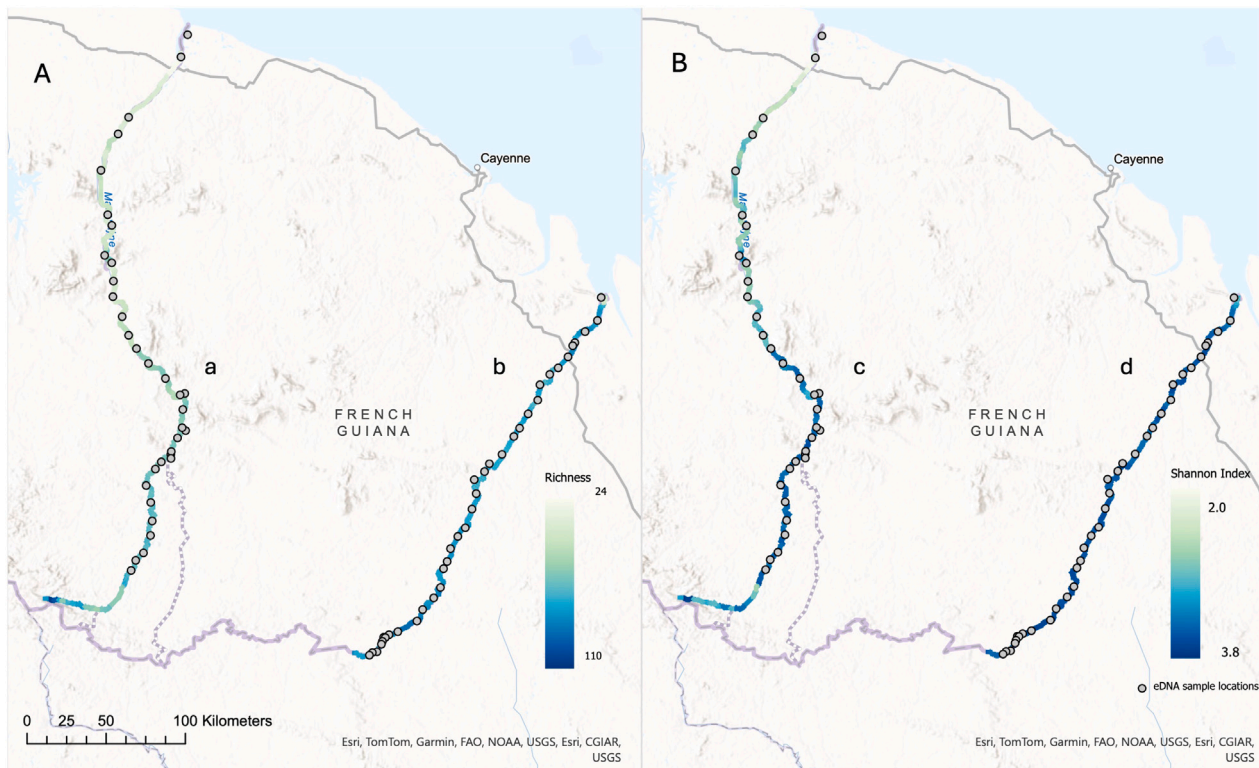 A
Cayenne
a
b
FRENCH
GUIANA
Richness
24
110
0 25 50 100 Kilometers
Esri, TomTom, Garmin, FAO, NOAA, USGS, Esri, CGIAR,
USGS
B
Cayenne
c
d
FRENCH
GUIANA
Shannon Index
2.0
3.8
eDNA sample locations
Esri, TomTom, Garmin, FAO, NOAA, USGS, Esri, CGIAR,
USGS